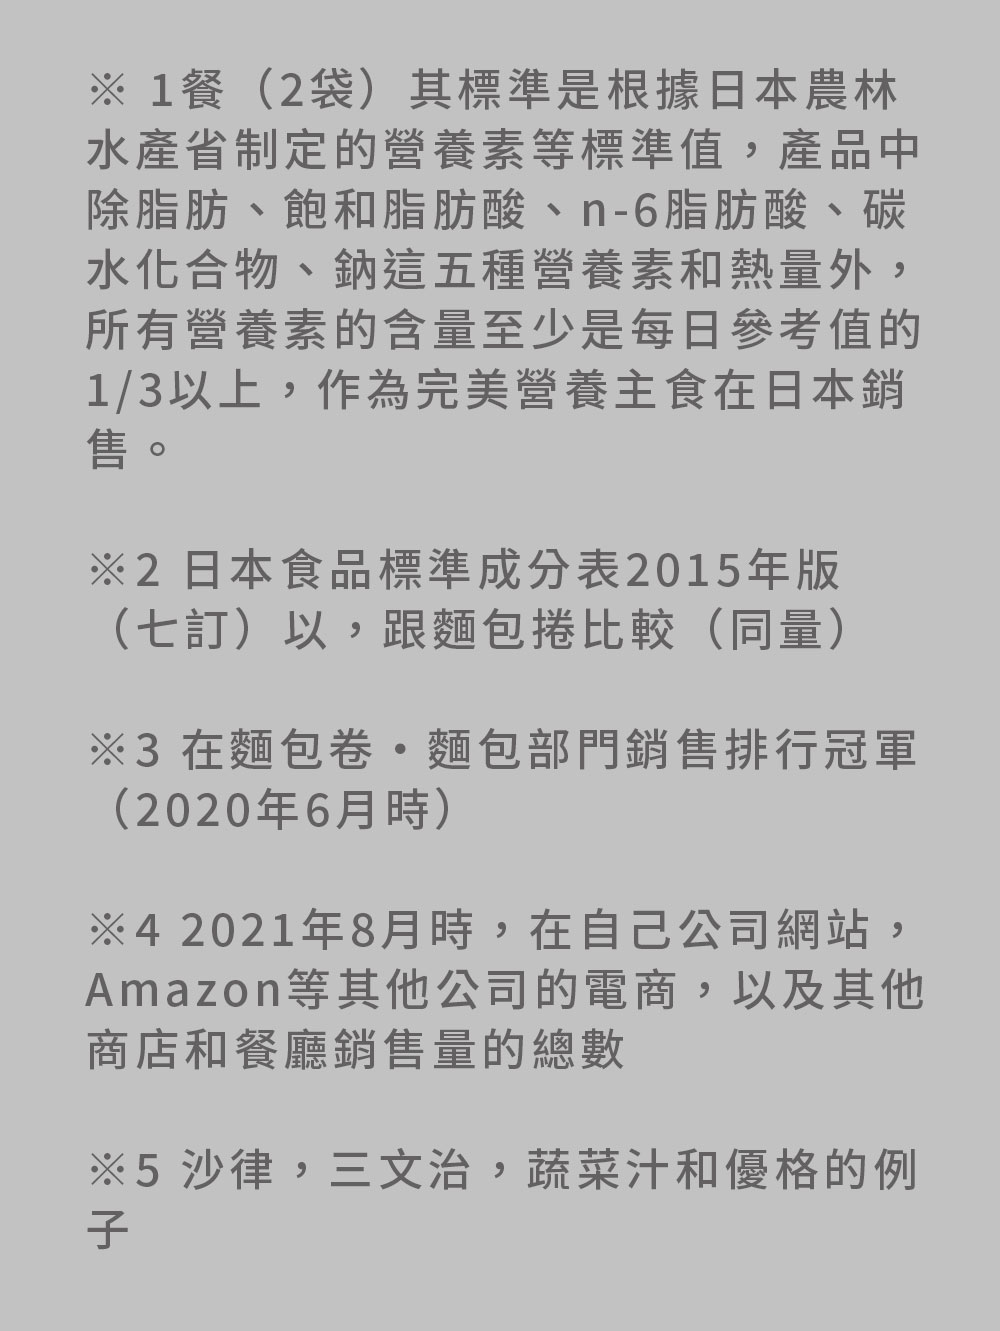 ※ 1餐（2袋）其標準是根據日本農林
水產省制定的營養素等標準值，產品中
除脂肪、飽和脂肪酸、n-6脂肪酸、碳
水化合物、鈉這五種營養素和熱量外，
所有營養素的含量至少是每日參考值的
1/3以上，作為完美營養主食在日本銷
售。
※2 日本食品標準成分表2015年版
（七訂）以，跟麵包捲比較（同量）
※3 在麵包卷・麵包部門銷售排行冠軍
（2020年6月時）
※4 2021年8月時，在自己公司網站，
Amazon等其他公司的電商，以及其他
商店和餐廳銷售量的總數
※5 沙律，三文治，蔬菜汁和優格的例
子